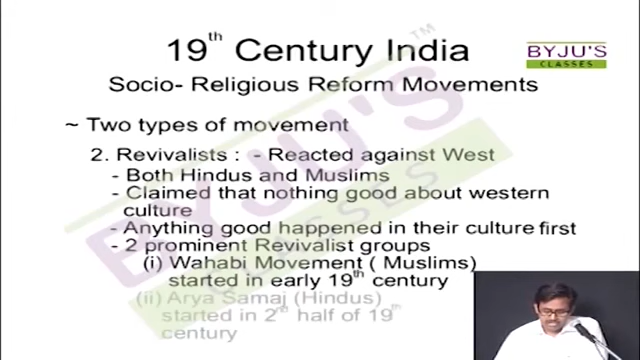 19th Century India
BYJU'S
CLASSES
Socio- Religious Reform Movements
~ Two types of movement
2. Revivalists : - Reacted against West
- Both Hindus and Muslims
- Claimed that nothing good about western
culture
- Anything good happened in their culture first
- 2 prominent Revivalist groups
(i) Wahabi Movement ( Muslims)
started in early 19th century
(ii) Arya Samaj (Hindus)
started in 2nd half of 19th
century
BYJU'S
CLASSES
TM